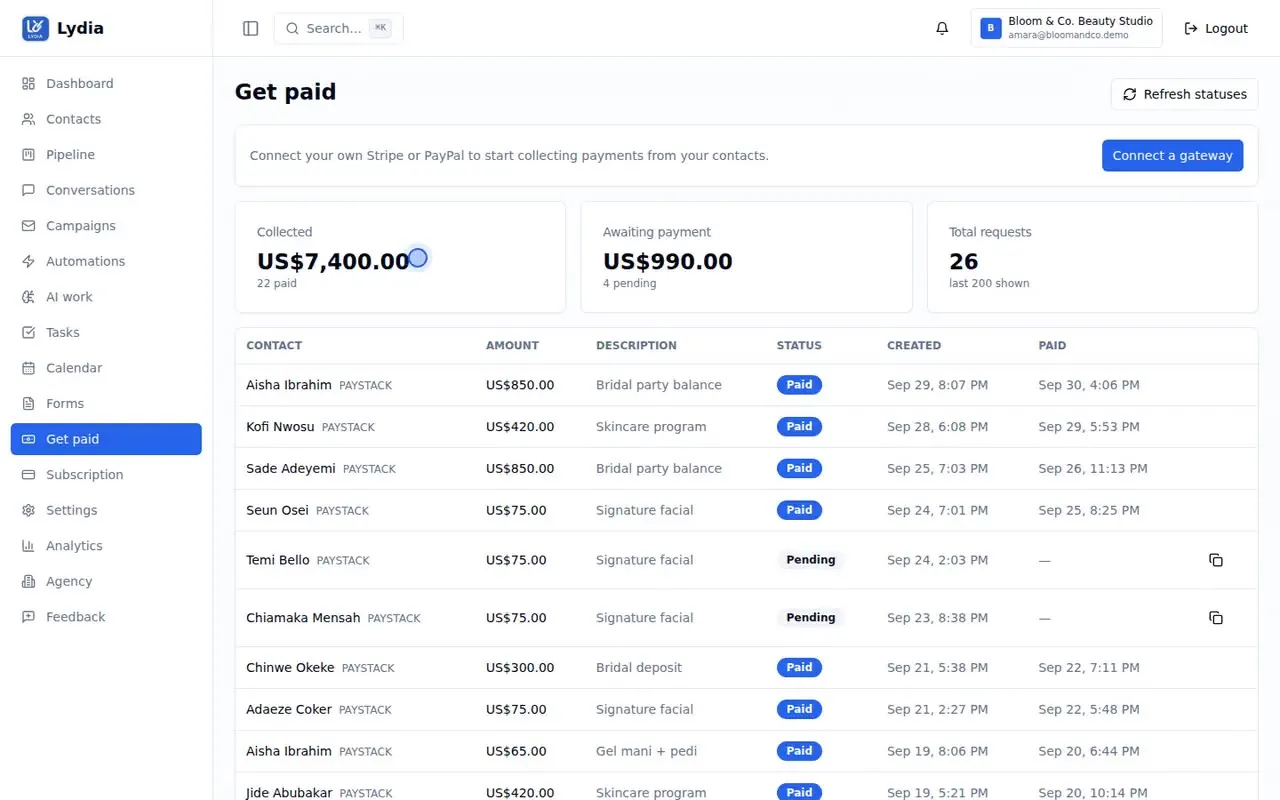 LYDIA
Lydia
Search... ⌘K
B
Bloom & Co. Beauty Studio
amara@bloomandco.demo
Logout
Dashboard
Contacts
Pipeline
Conversations
Campaigns
Automations
AI work
Tasks
Calendar
Forms
Get paid
Subscription
Settings
Analytics
Agency
Feedback
Get paid
Refresh statuses
Connect your own Stripe or PayPal to start collecting payments from your contacts.
Connect a gateway
Collected
US$7,400.00
22 paid
Awaiting payment
US$990.00
4 pending
Total requests
26
last 200 shown
CONTACT AMOUNT DESCRIPTION STATUS CREATED PAID
Aisha Ibrahim PAYSTACK US$850.00 Bridal party balance Paid Sep 29, 8:07 PM Sep 30, 4:06 PM
Kofi Nwosu PAYSTACK US$420.00 Skincare program Paid Sep 28, 6:08 PM Sep 29, 5:53 PM
Sade Adeyemi PAYSTACK US$850.00 Bridal party balance Paid Sep 25, 7:03 PM Sep 26, 11:13 PM
Seun Osei PAYSTACK US$75.00 Signature facial Paid Sep 24, 7:01 PM Sep 25, 8:25 PM
Temi Bello PAYSTACK US$75.00 Signature facial Pending Sep 24, 2:03 PM —
Chiamaka Mensah PAYSTACK US$75.00 Signature facial Pending Sep 23, 8:38 PM —
Chinwe Okeke PAYSTACK US$300.00 Bridal deposit Paid Sep 21, 5:38 PM Sep 22, 7:11 PM
Adaeze Coker PAYSTACK US$75.00 Signature facial Paid Sep 21, 2:27 PM Sep 22, 5:48 PM
Aisha Ibrahim PAYSTACK US$65.00 Gel mani + pedi Paid Sep 19, 8:06 PM Sep 20, 6:44 PM
Jide Abubakar PAYSTACK US$420.00 Skincare program Paid Sep 19, 5:21 PM Sep 20, 10:14 PM